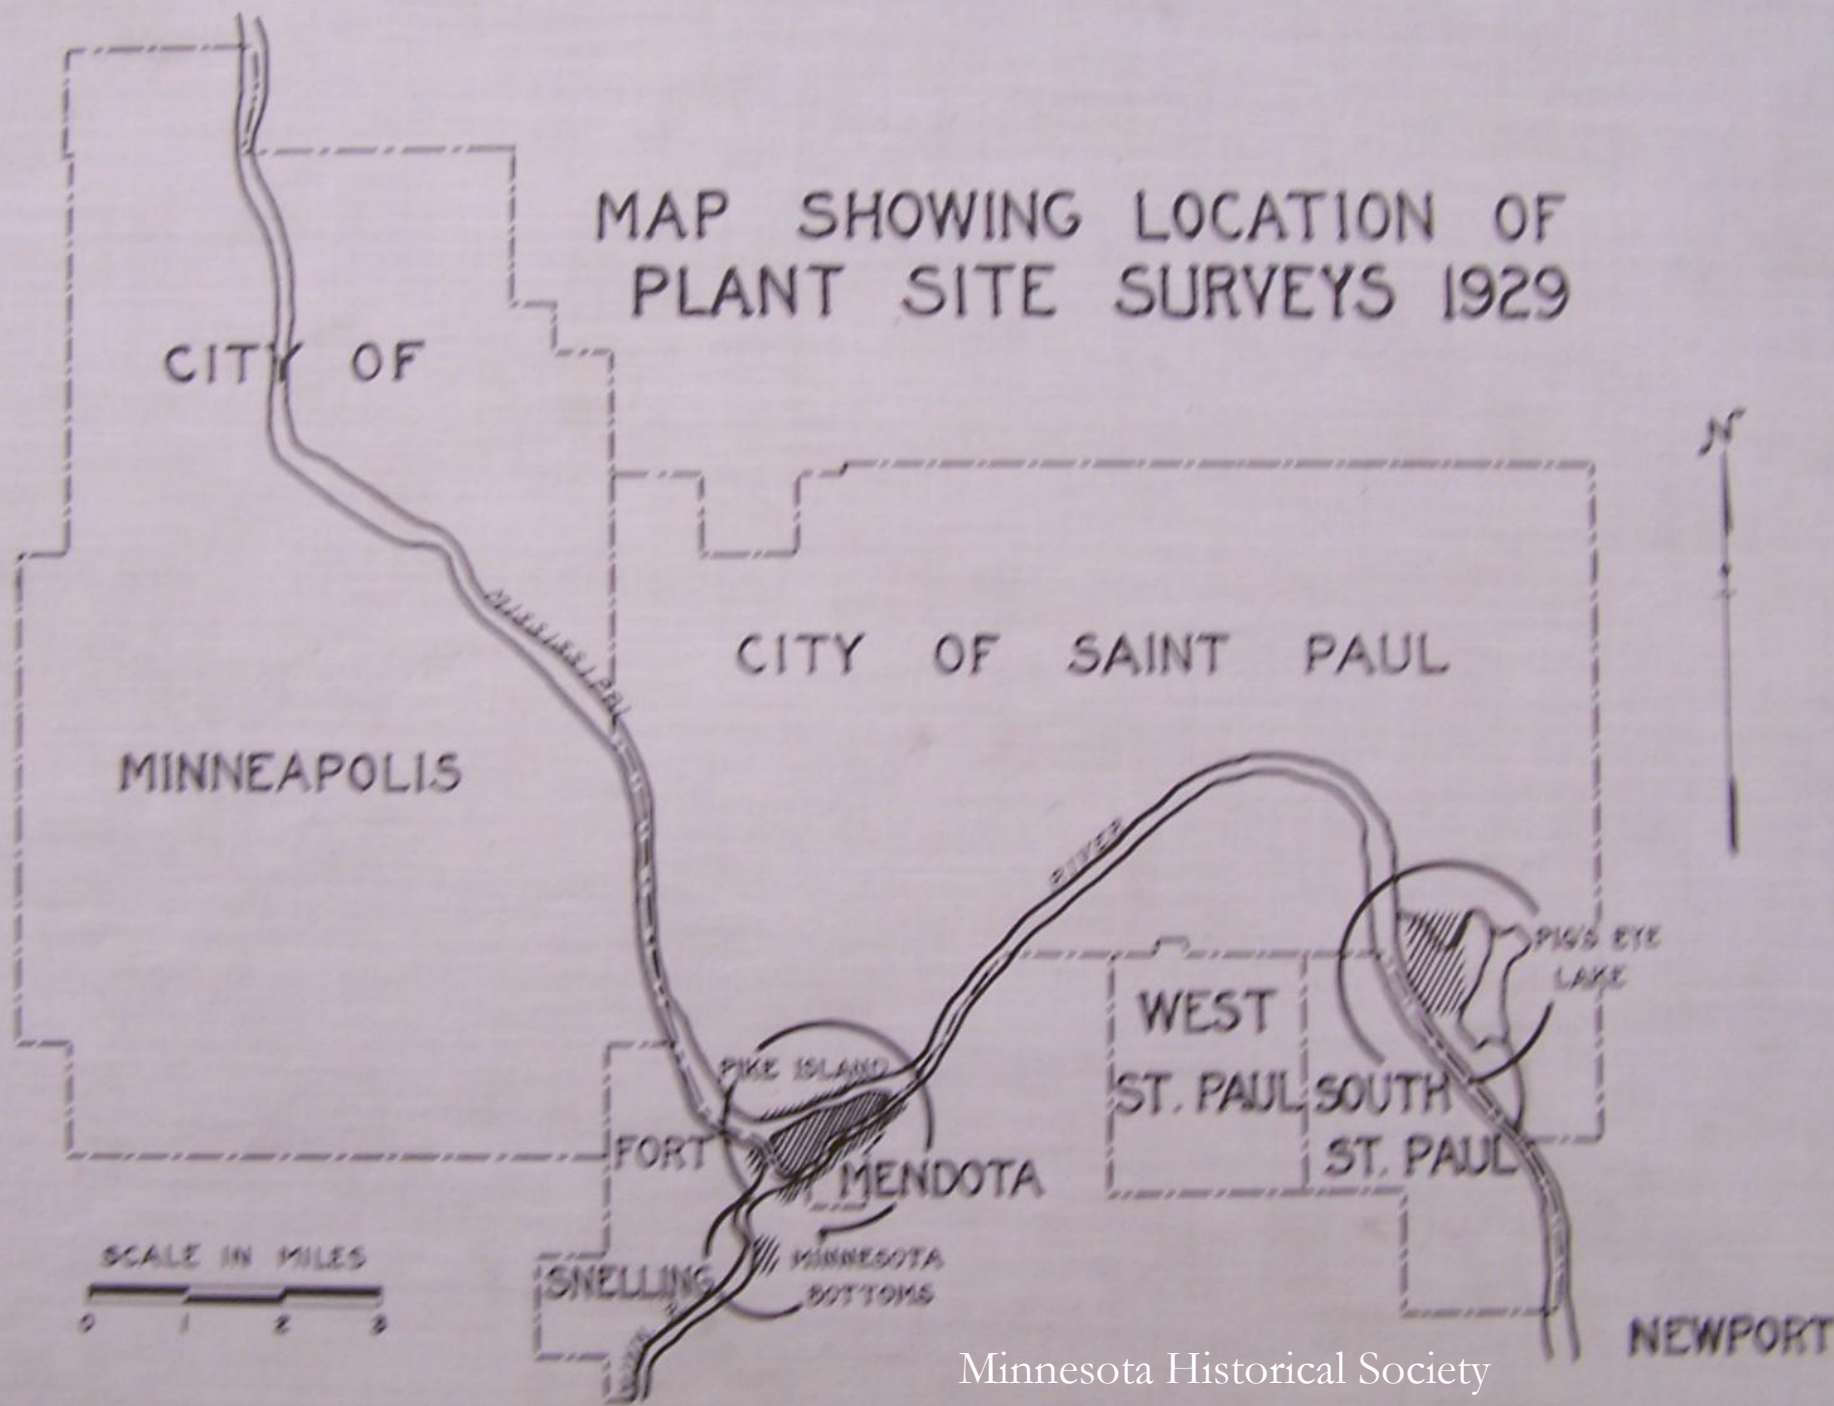 MAP SHOWING LOCATION OF
PLANT SITE SURVEYS 1929
CITY OF
MINNEAPOLIS
N
MISSISSIPPI
CITY OF SAINT PAUL
RIVER
PIG'S EYE
LAKE
WEST
ST. PAUL
SOUTH
ST. PAUL
PIKE ISLAND
FORT
SNELLING
MENDOTA
MINNESOTA
BOTTOMS
SCALE IN MILES
0 1 2 3
NEWPORT
Minnesota Historical Society